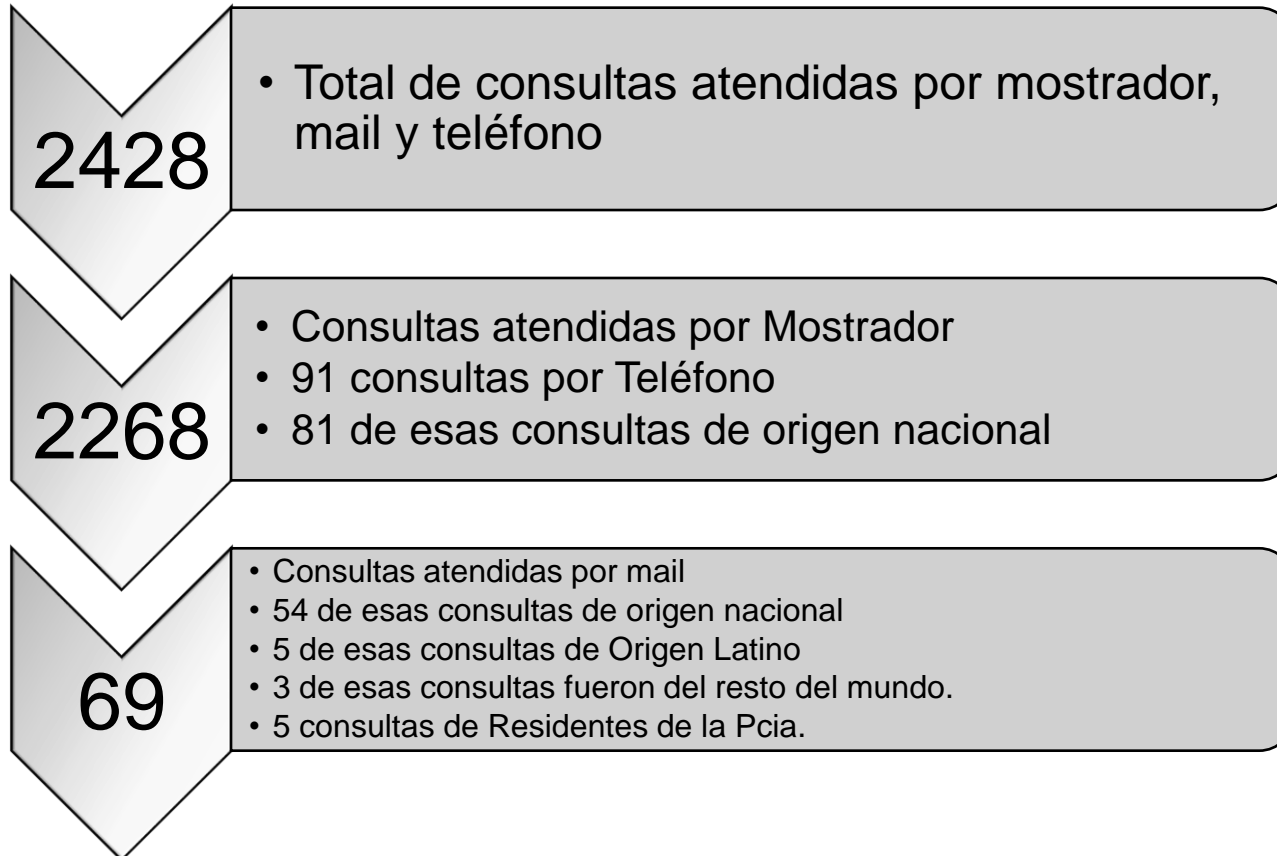 2428
• Total de consultas atendidas por mostrador,
mail y teléfono
2268
• Consultas atendidas por Mostrador
• 91 consultas por Teléfono
• 81 de esas consultas de origen nacional
69
• Consultas atendidas por mail
• 54 de esas consultas de origen nacional
• 5 de esas consultas de Origen Latino
• 3 de esas consultas fueron del resto del mundo.
• 5 consultas de Residentes de la Pcia.